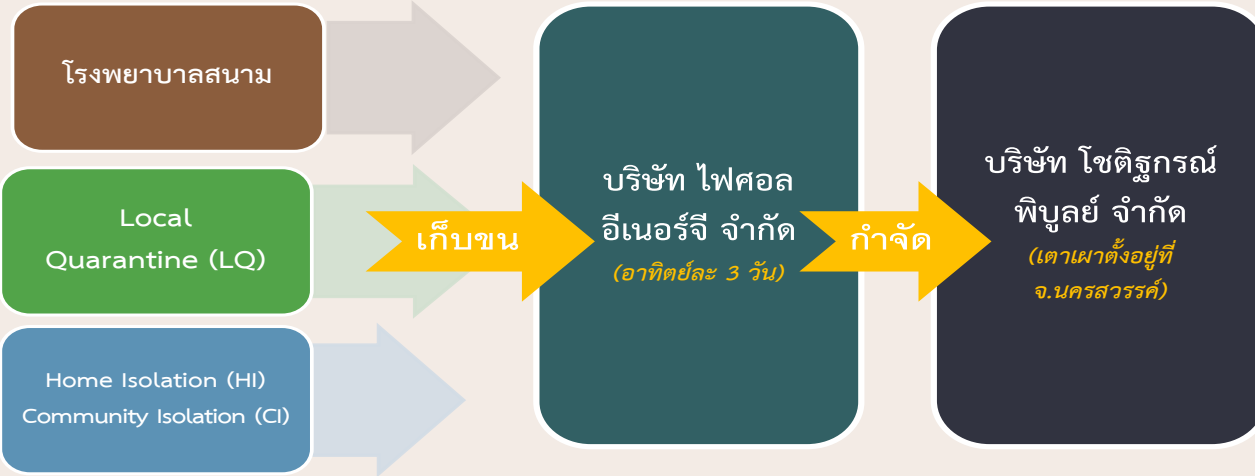 โรงพยาบาลสนาม
Local
Quarantine (LQ)
Home Isolation (HI)
Community Isolation (CI)
เก็บขน
บริษัท ไฟศอล
อีเนอร์จี จำกัด
(อาทิตย์ละ 3 วัน)
กำจัด
บริษัท โชติฐกรณ์
พิบูลย์ จำกัด
(เตาเผาตั้งอยู่ที่
จ.นครสวรรค์)